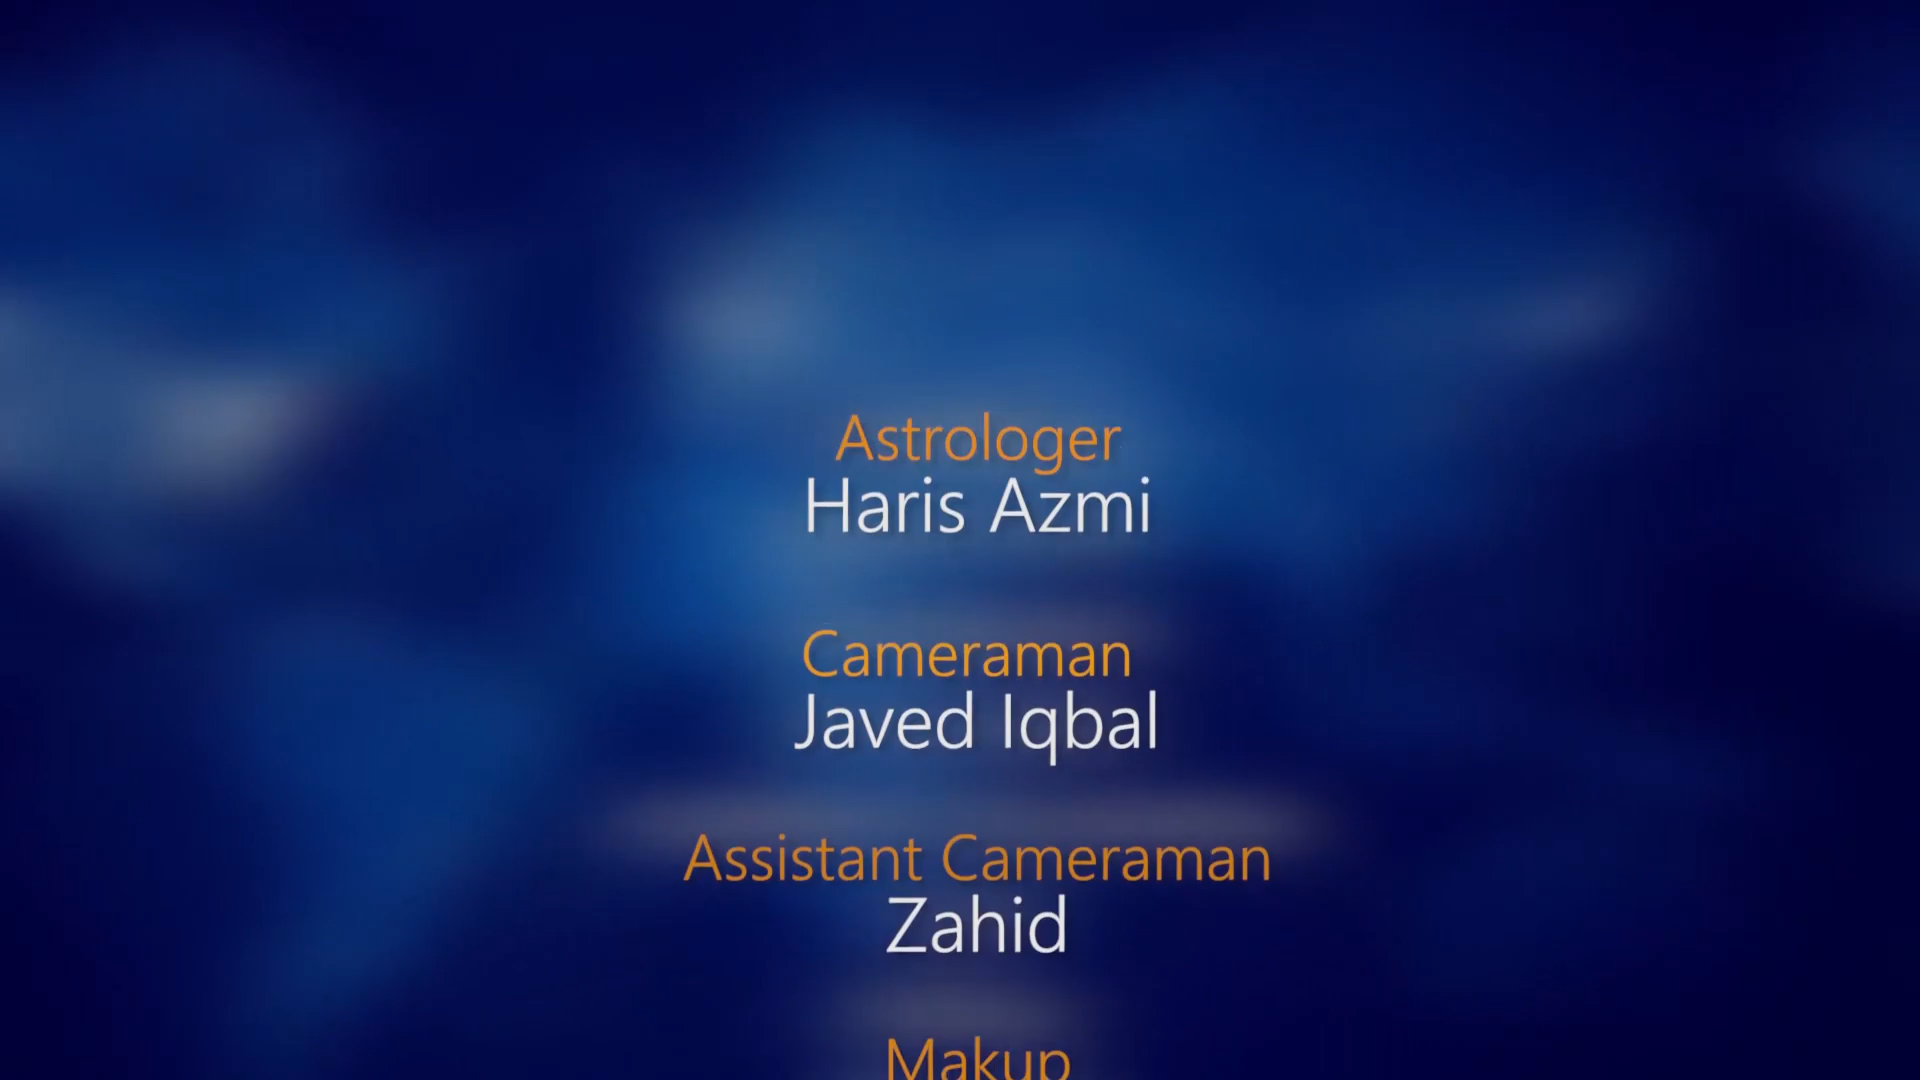 Astrologer
Haris Azmi
Cameraman
Javed Iqbal
Assistant Cameraman
Zahid
Makup